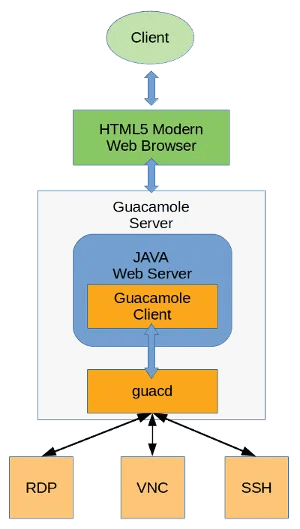 Client
HTML5 Modern
Web Browser
Guacamole
Server
JAVA
Web Server
Guacamole
Client
guacd
RDP
VNC
SSH